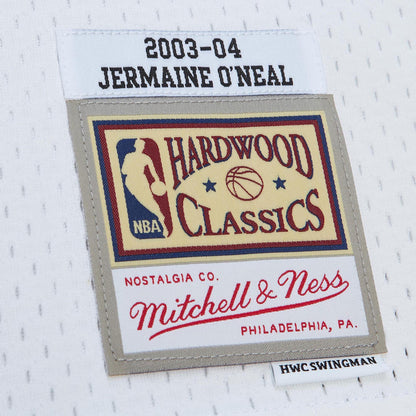 2003-04
JERMAINE O'NEAL
HARDWOOD
NBA
CLASSICS
NOSTALGIA CO.
Mitchell & Ness
PHILADELPHIA, PA.
HWC SWINGMAN